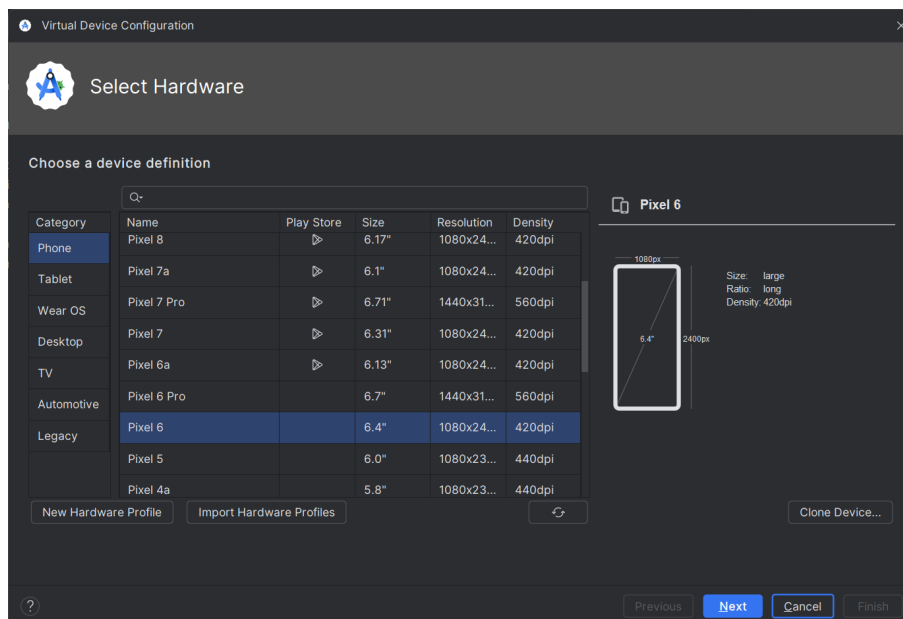 Virtual Device Configuration
Select Hardware
Choose a device definition
Category
Phone
Tablet
Wear OS
Desktop
TV
Automotive
Legacy
Name Play Store Size Resolution Density
Pixel 8 6.17" 1080x24... 420dpi
Pixel 7a 6.1" 1080x24... 420dpi
Pixel 7 Pro 6.71" 1440x31... 560dpi
Pixel 7 6.31" 1080x24... 420dpi
Pixel 6a 6.13" 1080x24... 420dpi
Pixel 6 Pro 6.7" 1440x31... 560dpi
Pixel 6 6.4" 1080x24... 420dpi
Pixel 5 6.0" 1080x23... 440dpi
Pixel 4a 5.8" 1080x23... 440dpi
Pixel 6
1080px
6.4"
2400px
Size: large
Ratio: long
Density: 420dpi
New Hardware Profile Import Hardware Profiles Clone Device...
? Previous Next Cancel Finish